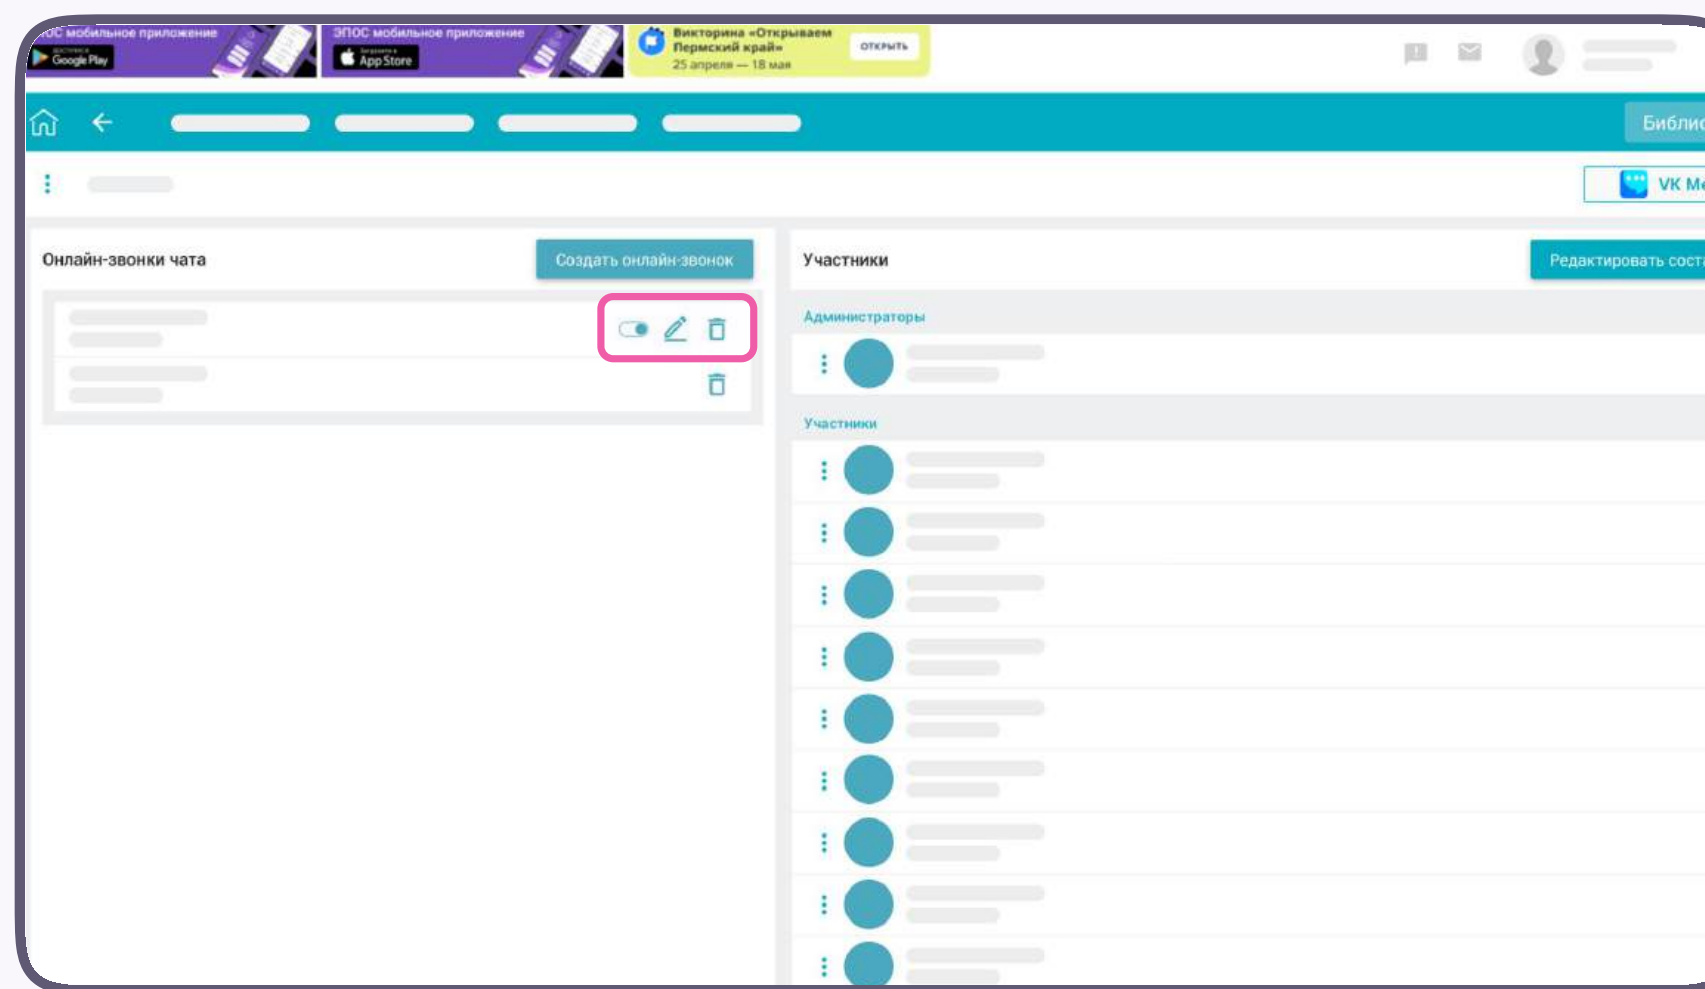 ЭПОС мобильное приложение
Google Play
ЭПОС мобильное приложение
App Store
Викторина «Открываем
Пермский край»
25 апреля — 18 мая
ОТКРЫТЬ
Библио
VK Me
Онлайн-звонки чата
Создать онлайн-звонок
Участники
Редактировать соста
Администраторы
Участники